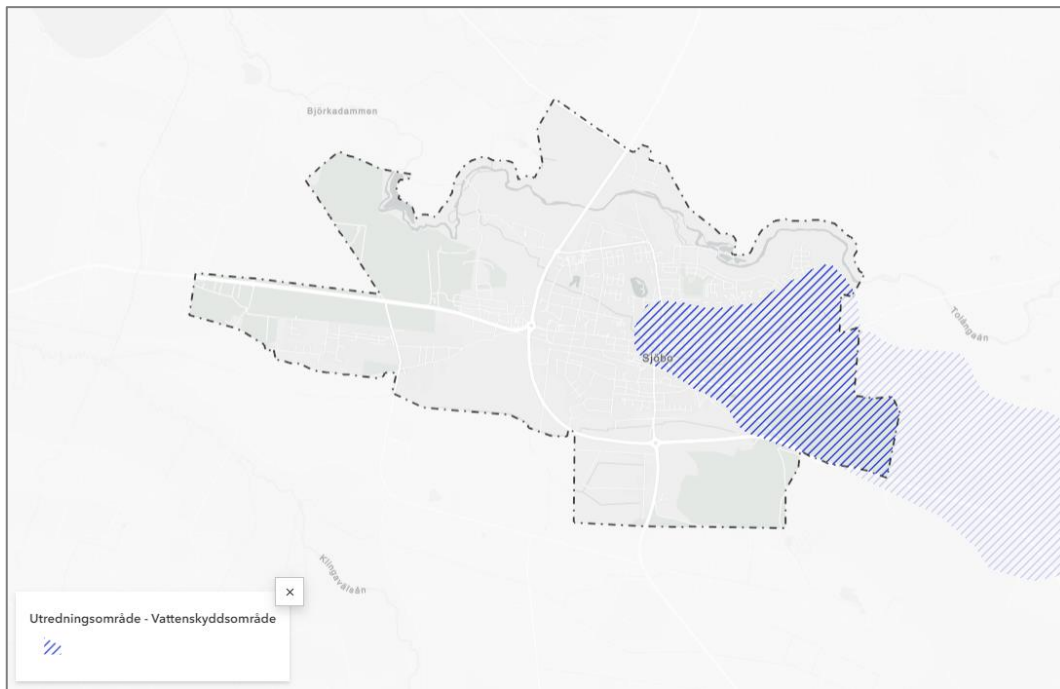 Björkadammen
Tolångaån
Sjöbo
Klingavälsån
×
Utredningsområde - Vattenskyddsområde